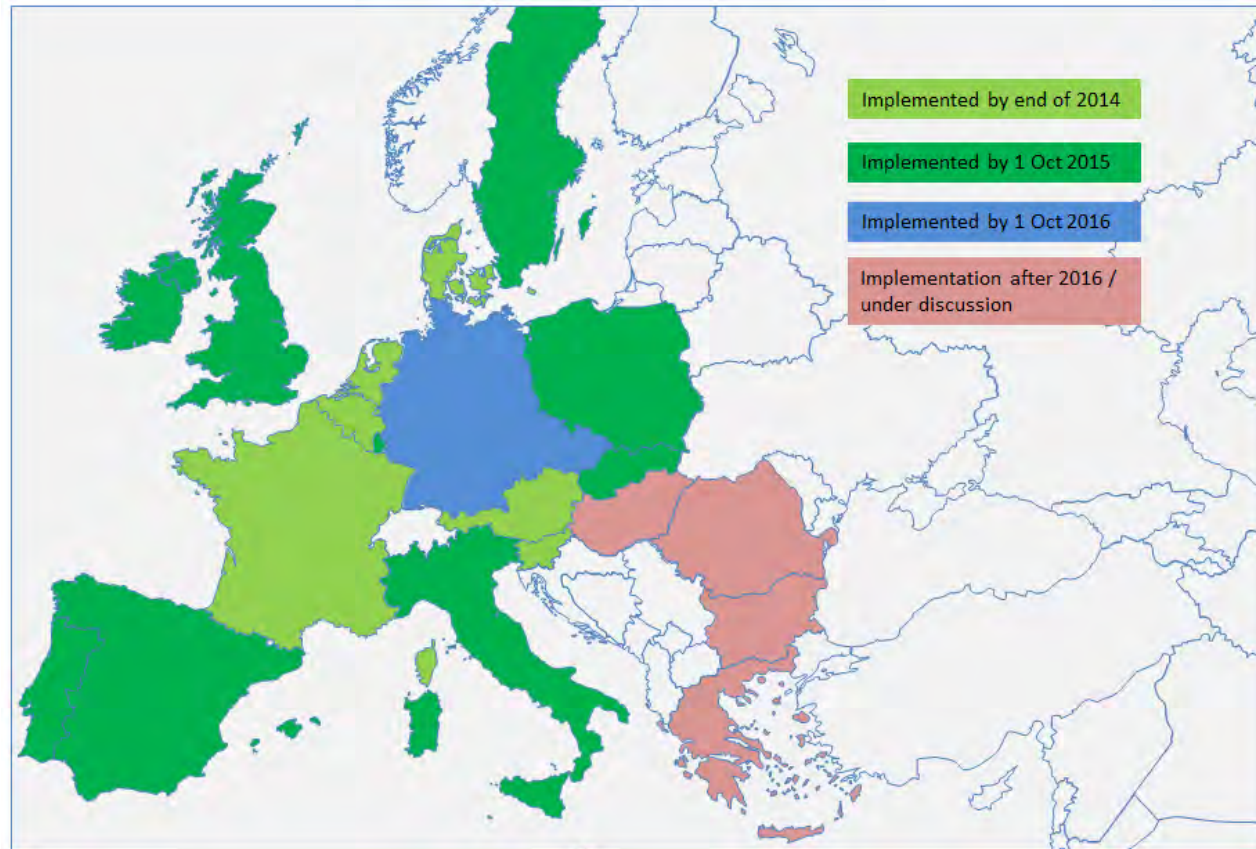 Implemented by end of 2014
Implemented by 1 Oct 2015
Implemented by 1 Oct 2016
Implementation after 2016 /
under discussion